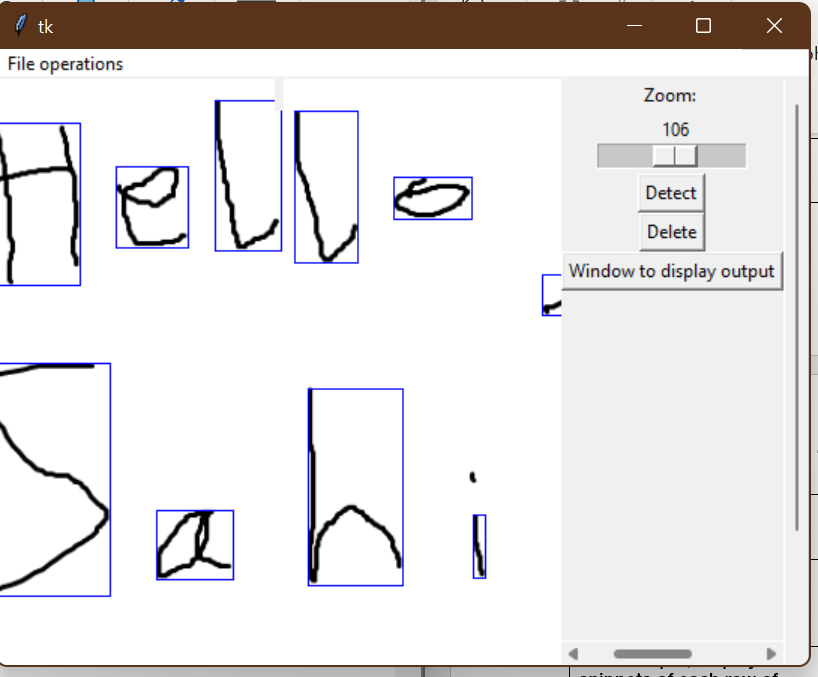 tk
File operations
Hello
Zoom:
106
Detect
Delete
Window to display output